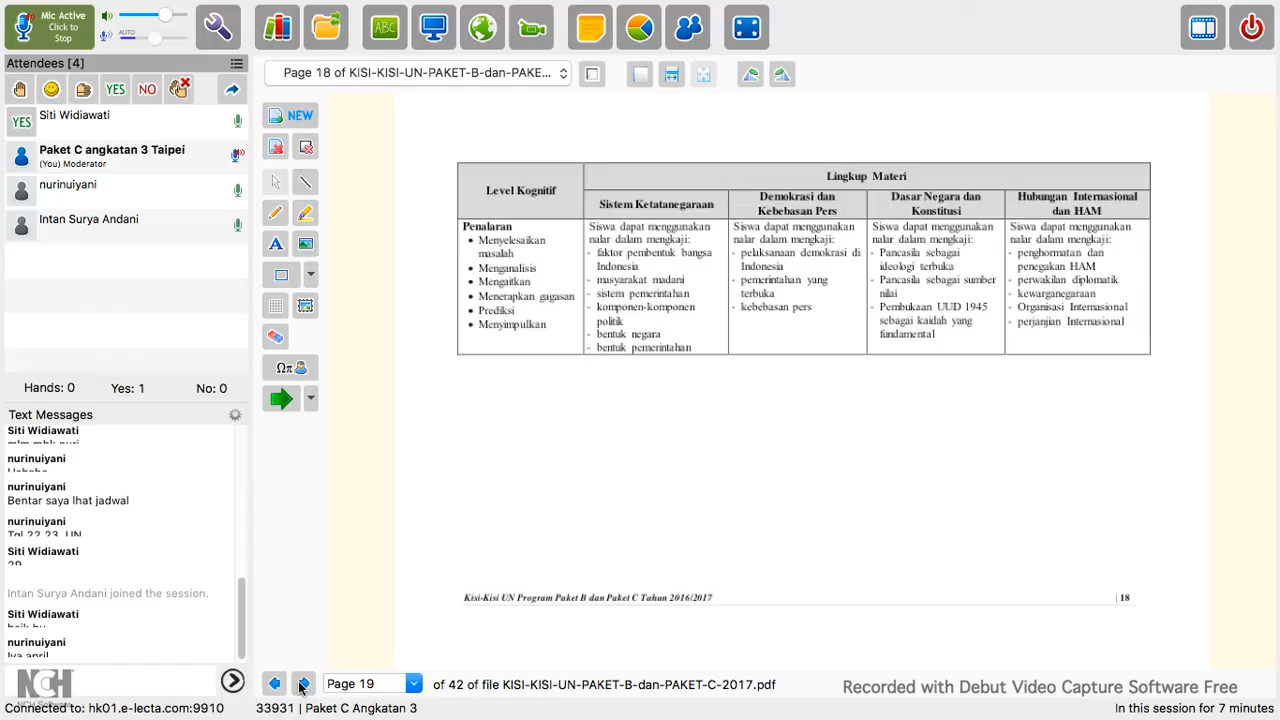 Mic Active
Click to
Stop
AUTO
ABC
Attendees [4]
YES
NO
YES
Siti Widiawati
Paket C angkatan 3 Taipei
(You) Moderator
nurinuiyani
Intan Surya Andani
Hands: 0
Yes: 1
No: 0
Text Messages
Siti Widiawati
nurinuiyani
nurinuiyani
Bentar saya lhat jadwal
nurinuiyani
Tgl 22 23 UN
Siti Widiawati
29
Intan Surya Andani joined the session.
Siti Widiawati
nurinuiyani
Iya april
NCH
Connected to: hk01.e-lecta.com:9910
Page 18 of KISI-KISI-UN-PAKET-B-dan-PAKE...
NEW
A
Ωπ
Level Kognitif
Lingkup Materi
Sistem Ketatanegaraan
Demokrasi dan
Kebebasan Pers
Dasar Negara dan
Konstitusi
Hubungan Internasional
dan HAM
Penalaran
• Menyelesaikan
masalah
• Menganalisis
• Mengaitkan
• Menerapkan gagasan
• Prediksi
• Menyimpulkan
Siswa dapat menggunakan
nalar dalam mengkaji:
- faktor pembentuk bangsa
Indonesia
- masyarakat madani
- sistem pemerintahan
- komponen-komponen
politik
- bentuk negara
- bentuk pemerintahan
Siswa dapat menggunakan
nalar dalam mengkaji:
- pelaksanaan demokrasi di
Indonesia
- pemerintahan yang
terbuka
- kebebasan pers
Siswa dapat menggunakan
nalar dalam mengkaji:
- Pancasila sebagai
ideologi terbuka
- Pancasila sebagai sumber
nilai
- Pembukaan UUD 1945
sebagai kaidah yang
fundamental
Siswa dapat menggunakan
nalar dalam mengkaji:
- penghormatan dan
penegakan HAM
- perwakilan diplomatik
- kewarganegaraan
- Organisasi Internasional
- perjanjian Internasional
Kisi-Kisi UN Program Paket B dan Paket C Tahun 2016/2017
| 18
Page 19
of 42 of file KISI-KISI-UN-PAKET-B-dan-PAKET-C-2017.pdf
Recorded with Debut Video Capture Software Free
33931 | Paket C Angkatan 3
In this session for 7 minutes